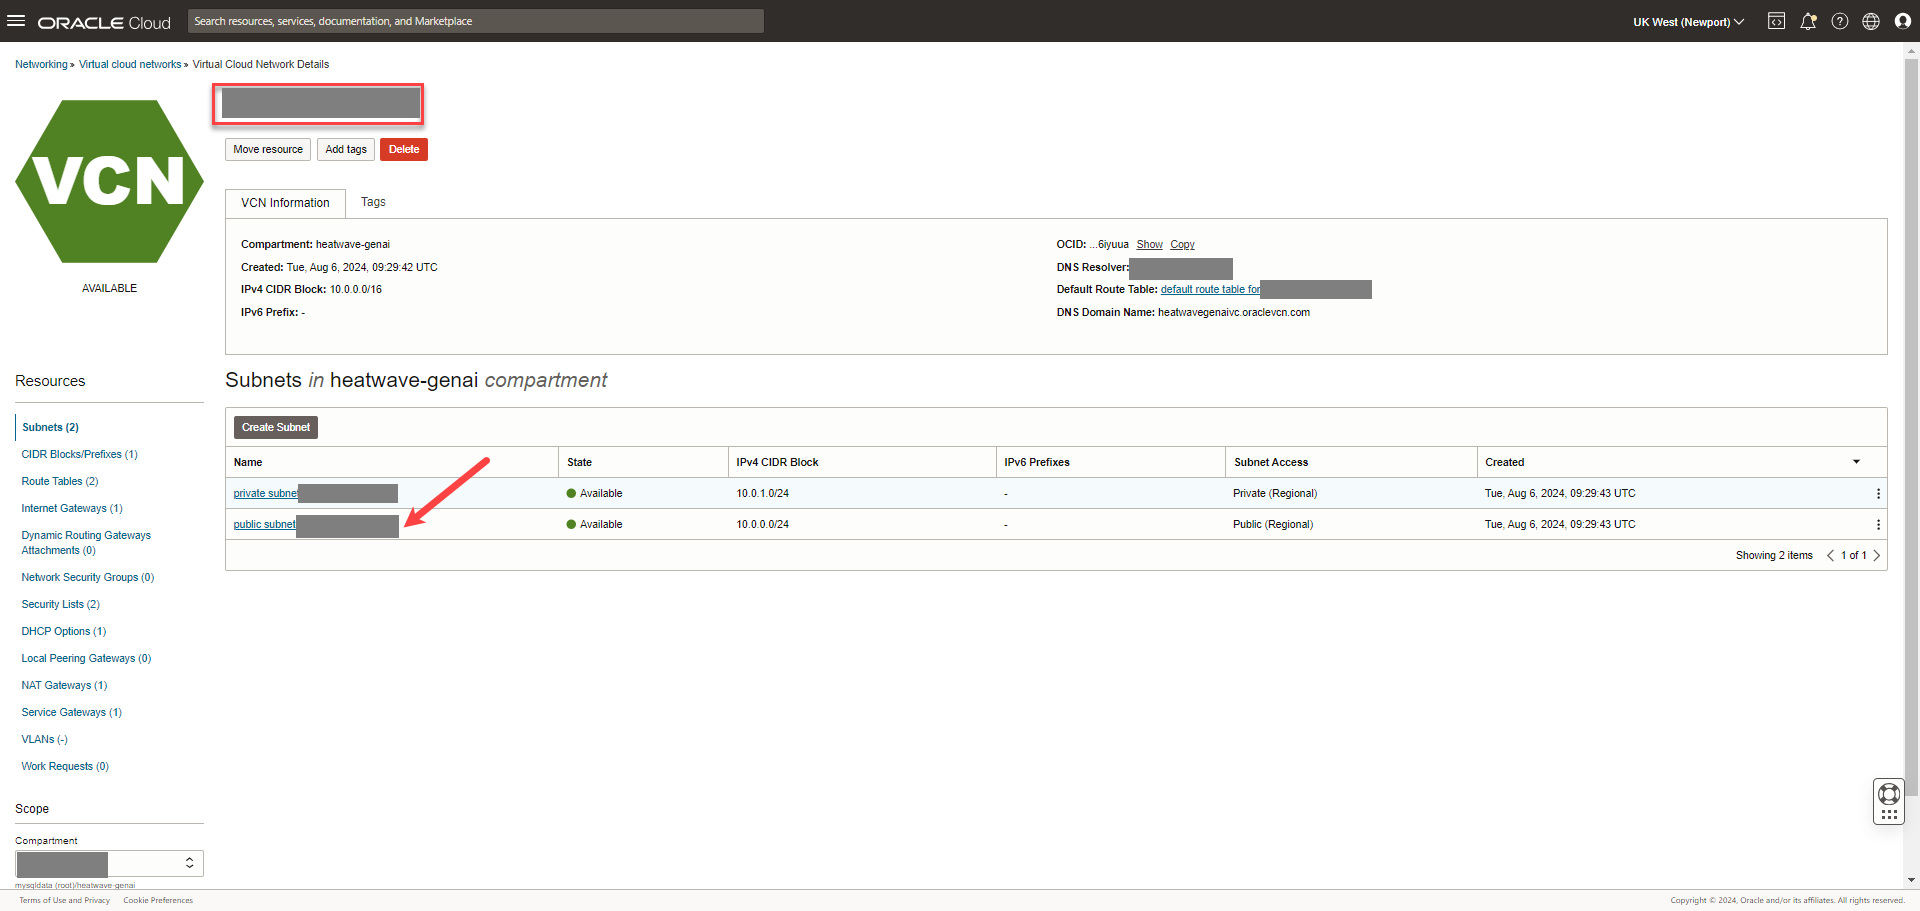 ORACLE Cloud
Search resources, services, documentation, and Marketplace
UK West (Newport)
Networking » Virtual cloud networks » Virtual Cloud Network Details
VCN
AVAILABLE
Move resource
Add tags
Delete
VCN Information
Tags
Compartment: heatwave-genai
Created: Tue, Aug 6, 2024, 09:29:42 UTC
IPv4 CIDR Block: 10.0.0.0/16
IPv6 Prefix: -
OCID: ...6iyuua Show Copy
DNS Resolver:
Default Route Table: default route table for
DNS Domain Name: heatwavegenaivc.oraclevcn.com
Resources
Subnets (2)
CIDR Blocks/Prefixes (1)
Route Tables (2)
Internet Gateways (1)
Dynamic Routing Gateways
Attachments (0)
Network Security Groups (0)
Security Lists (2)
DHCP Options (1)
Local Peering Gateways (0)
NAT Gateways (1)
Service Gateways (1)
VLANs (-)
Work Requests (0)
Scope
Compartment
mysqldata (root)/heatwave-genai
Subnets in heatwave-genai compartment
Create Subnet
Name State IPv4 CIDR Block IPv6 Prefixes Subnet Access Created
private subnet Available 10.0.1.0/24 - Private (Regional) Tue, Aug 6, 2024, 09:29:43 UTC
public subnet Available 10.0.0.0/24 - Public (Regional) Tue, Aug 6, 2024, 09:29:43 UTC
Showing 2 items 1 of 1
Terms of Use and Privacy Cookie Preferences
Copyright © 2024, Oracle and/or its affiliates. All rights reserved.